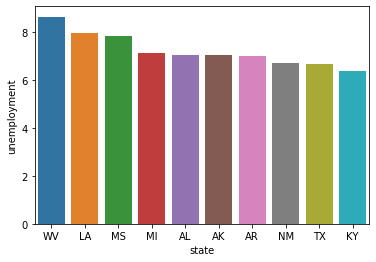 8
6
4
2
0
unemployment
WV LA MS MI AL AK AR NM TX KY
state